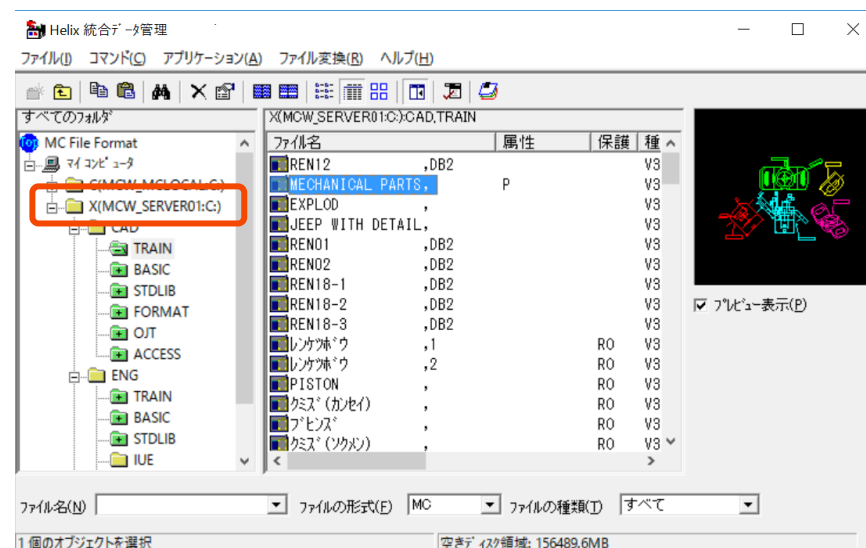 Helix 統合ﾃﾞｰﾀ管理
ファイル(I) コマンド(C) アプリケーション(A) ファイル変換(R) ヘルプ(H)
すべてのフォルダ
MC File Format
マイ コンピュータ
C(MCW_MCLOCAL:C:)
X(MCW_SERVER01:C:)
CAD
TRAIN
BASIC
STDLIB
FORMAT
OJT
ACCESS
ENG
TRAIN
BASIC
STDLIB
IUE
X(MCW_SERVER01:C:):CAD,TRAIN
ファイル名 属性 保護 種
REN12 ,DB2 V3
MECHANICAL PARTS, P V3
EXPLOD , V3
JEEP WITH DETAIL, V3
REN01 ,DB2 V3
REN02 ,DB2 V3
REN18-1 ,DB2 V3
REN18-2 ,DB2 V3
REN18-3 ,DB2 V3
ﾚﾝｹﾂﾎﾞｳ ,1 RO V3
ﾚﾝｹﾂﾎﾞｳ ,2 RO V3
PISTON , RO V3
ｸﾐｽﾞ(ｶﾝｾｲ) , RO V3
ﾌﾞﾋﾝｽﾞ , RO V3
ｸﾐｽﾞ(ｿｸﾒﾝ) , RO V3
プレビュー表示(P)
ファイル名(N) ファイルの形式(F) MC ファイルの種類(T) すべて
1 個のオブジェクトを選択 空きディスク領域: 156489.6MB